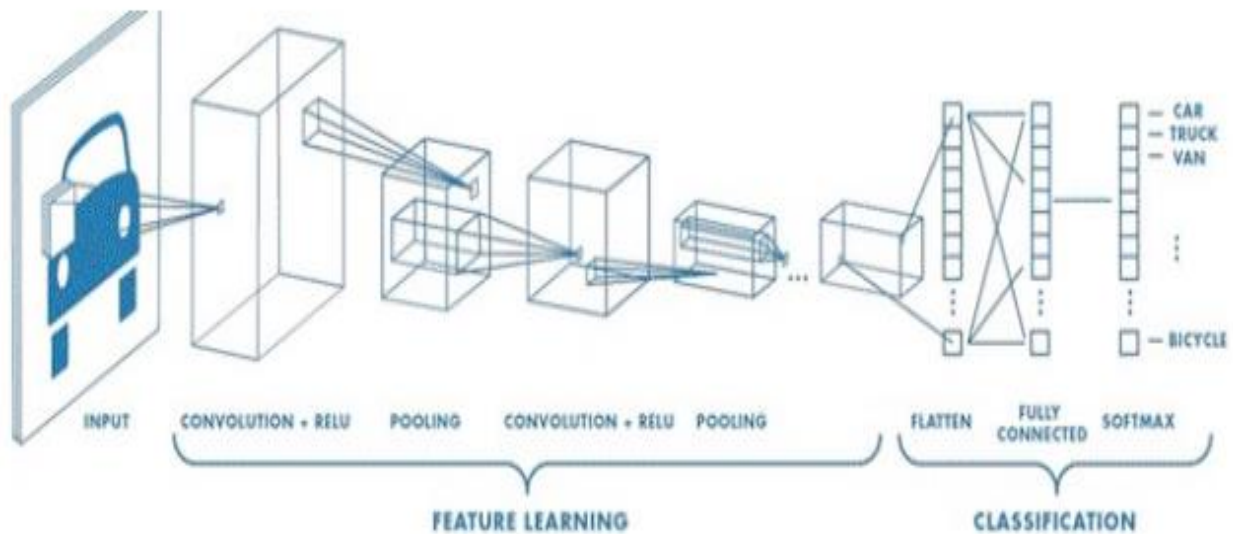 CAR
TRUCK
VAN
BICYCLE
INPUT
CONVOLUTION + RELU
POOLING
CONVOLUTION + RELU
POOLING
FLATTEN
FULLY
CONNECTED
SOFTMAX
FEATURE LEARNING
CLASSIFICATION